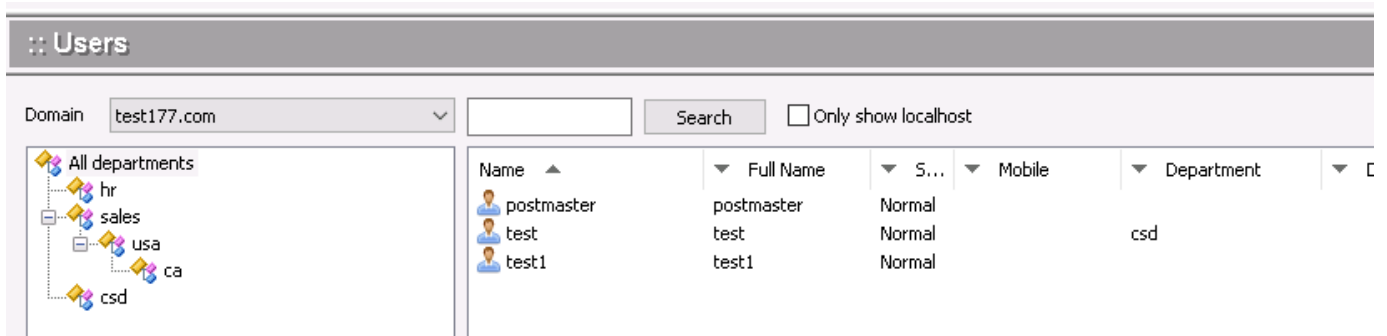 :: Users
Domain test177.com Search Only show localhost
All departments
hr
sales
usa
ca
csd
Name Full Name S... Mobile Department
postmaster postmaster Normal
test test Normal csd
test1 test1 Normal